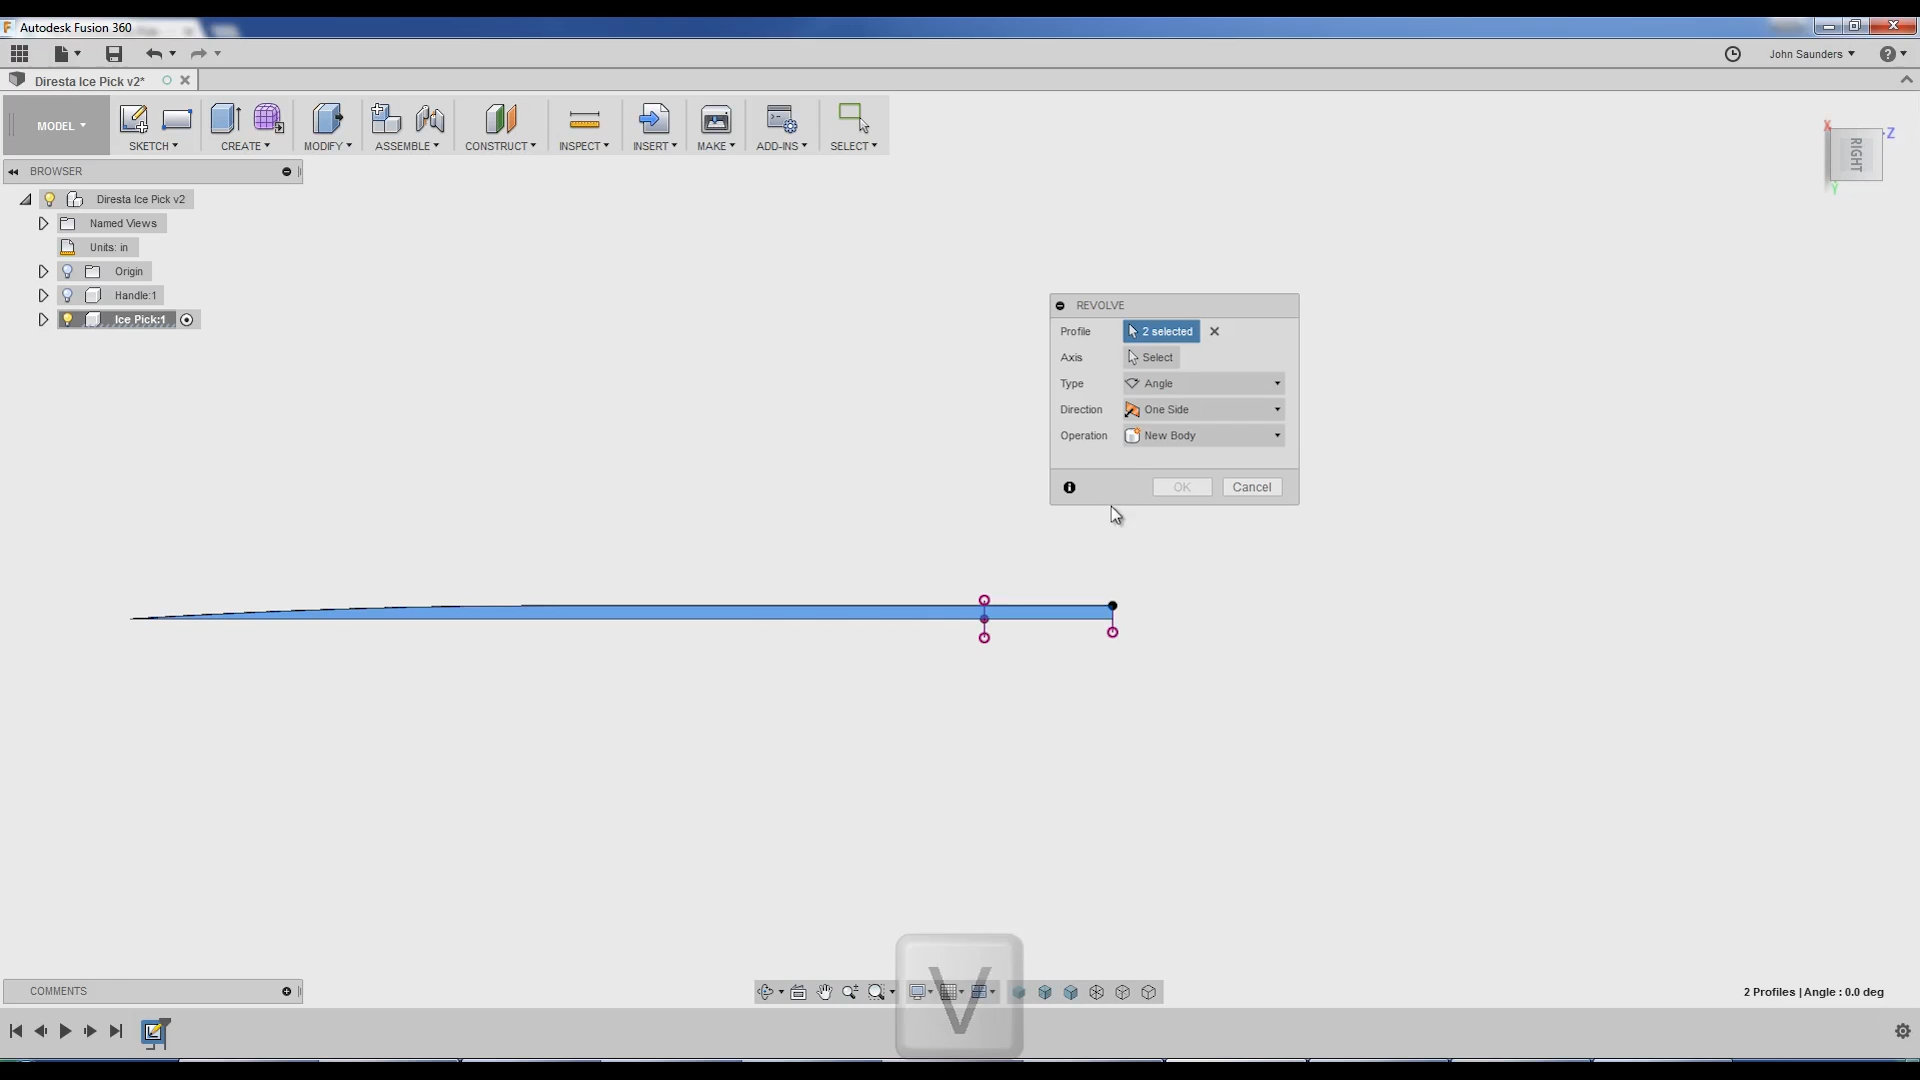 Autodesk Fusion 360
John Saunders
Diresta Ice Pick v2*
MODEL
SKETCH
CREATE
MODIFY
ASSEMBLE
CONSTRUCT
INSPECT
INSERT
MAKE
ADD-INS
SELECT
X
Z
RIGHT
Y
BROWSER
Diresta Ice Pick v2
Named Views
Units: in
Origin
Handle:1
Ice Pick:1
REVOLVE
Profile 2 selected
Axis Select
Type Angle
Direction One Side
Operation New Body
OK Cancel
COMMENTS
V
2 Profiles | Angle : 0.0 deg